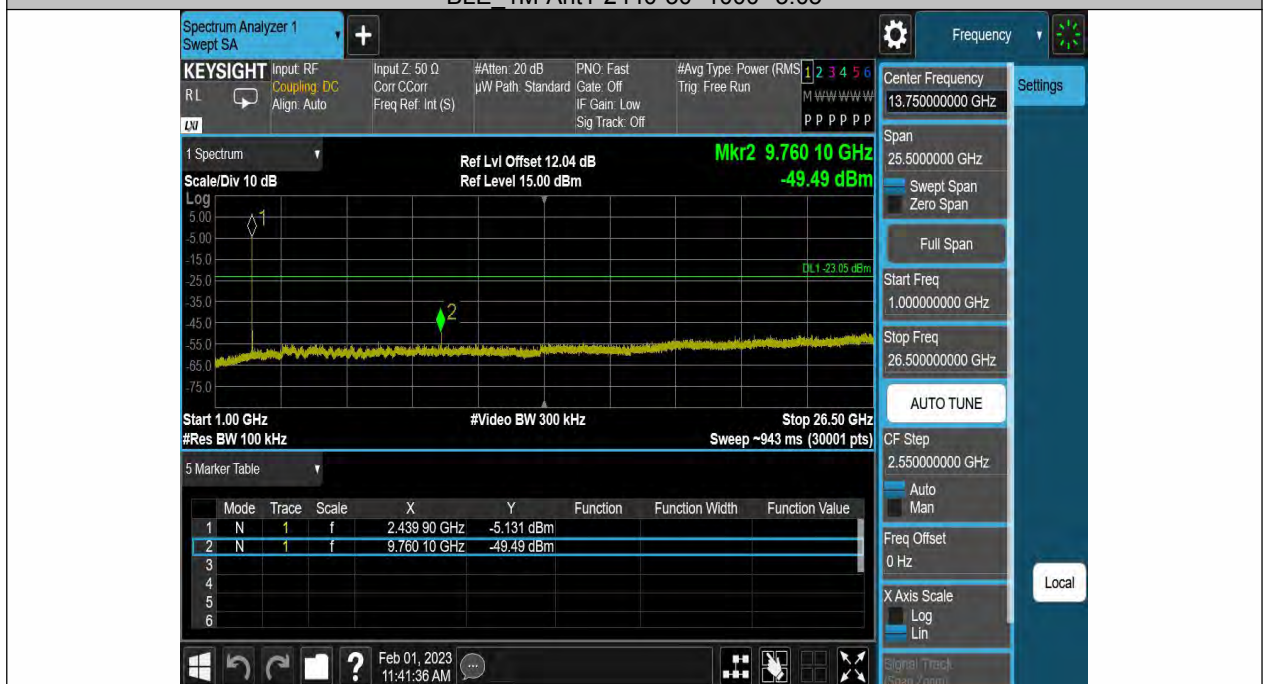 Spectrum Analyzer 1
Swept SA
+
Frequency
KEYSIGHT
RL
LXI
Input: RF
Coupling: DC
Align: Auto
Input Z: 50 Ω
Corr CCorr
Freq Ref: Int (S)
#Atten: 20 dB
µW Path: Standard
PNO: Fast
Gate: Off
IF Gain: Low
Sig Track: Off
#Avg Type: Power (RMS
Trig: Free Run
1 2 3 4 5 6
M W W W W W
P P P P P P
1 Spectrum
Scale/Div 10 dB
Log
Ref Lvl Offset 12.04 dB
Ref Level 15.00 dBm
Mkr2 9.760 10 GHz
-49.49 dBm
5.00
-5.00
-15.0
-25.0
-35.0
-45.0
-55.0
-65.0
-75.0
1
2
DL1 -23.05 dBm
Start 1.00 GHz
#Video BW 300 kHz
Stop 26.50 GHz
#Res BW 100 kHz
Sweep ~943 ms (30001 pts)
5 Marker Table
Mode Trace Scale X Y Function Function Width Function Value
1 N 1 f 2.439 90 GHz -5.131 dBm
2 N 1 f 9.760 10 GHz -49.49 dBm
3
4
5
6
Feb 01, 2023
11:41:36 AM
?
Center Frequency
13.750000000 GHz
Settings
Span
25.5000000 GHz
Swept Span
Zero Span
Full Span
Start Freq
1.000000000 GHz
Stop Freq
26.500000000 GHz
AUTO TUNE
CF Step
2.550000000 GHz
Auto
Man
Freq Offset
0 Hz
X Axis Scale
Log
Lin
Signal Track
(Span Zoom)
Local